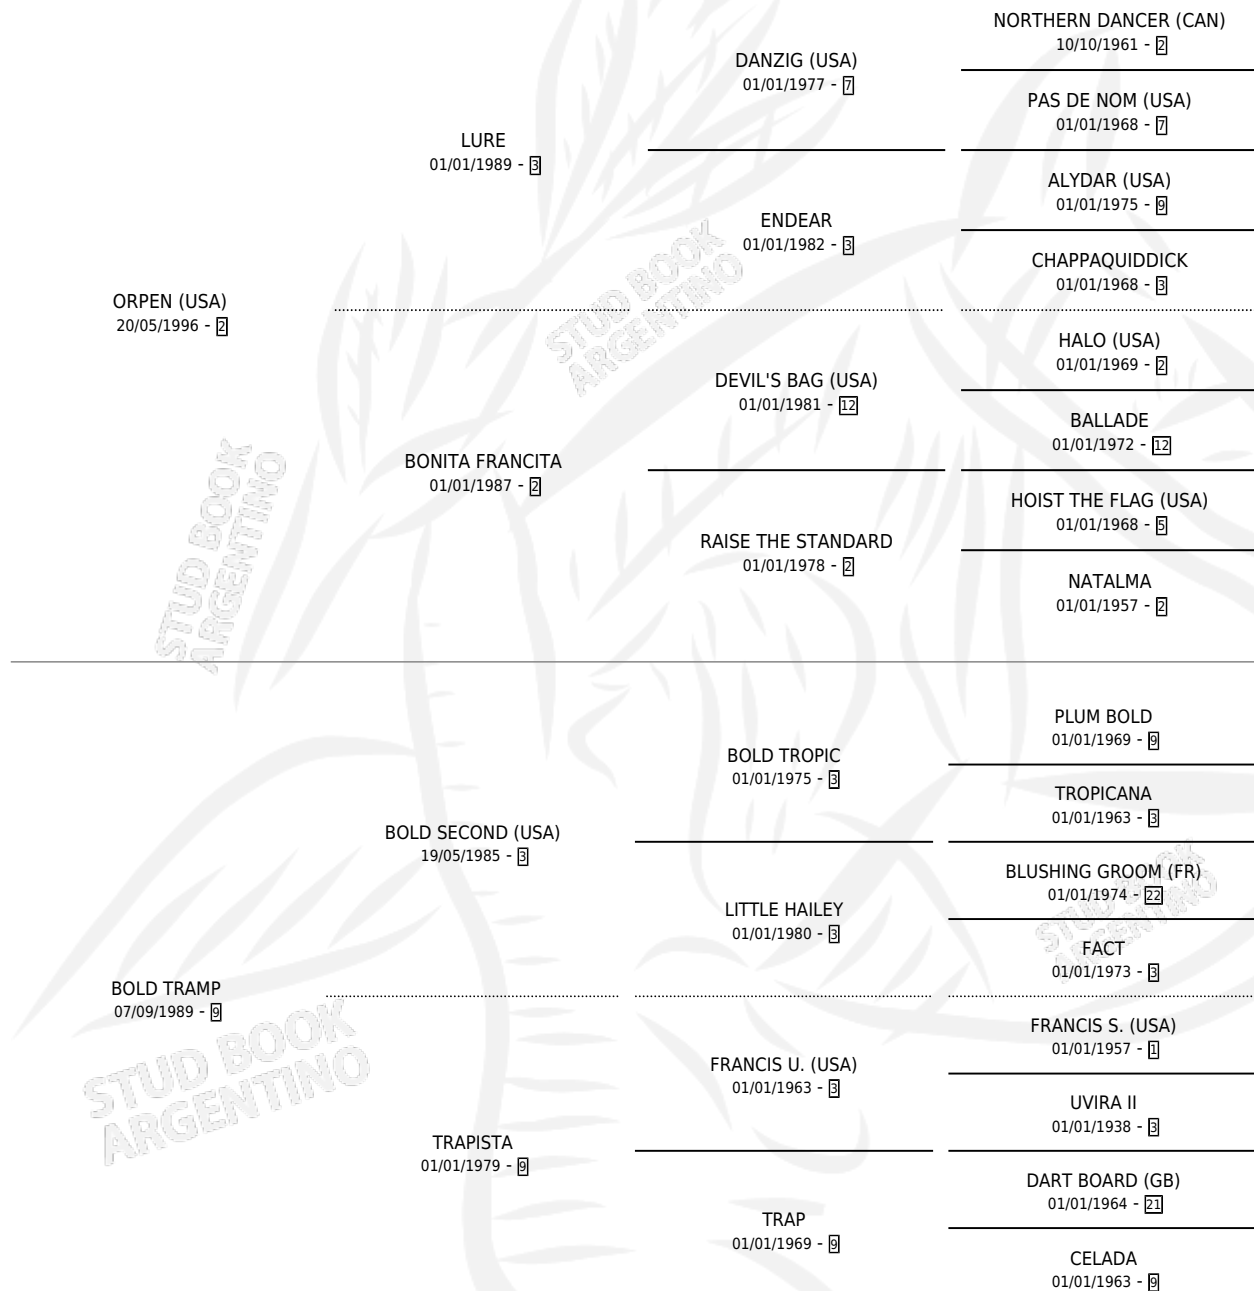 NORTHERN DANCER (CAN)
10/10/1961 - 2
DANZIG (USA)
01/01/1977 - 7
PAS DE NOM (USA)
01/01/1968 - 7
LURE
01/01/1989 - 3
ALYDAR (USA)
01/01/1975 - 9
ENDEAR
01/01/1982 - 3
CHAPPAQUIDDICK
01/01/1968 - 3
ORPEN (USA)
20/05/1996 - 2
STUD BOOK
ARGENTINO
HALO (USA)
01/01/1969 - 2
DEVIL'S BAG (USA)
01/01/1981 - 12
BALLADE
01/01/1972 - 12
BONITA FRANCITA
01/01/1987 - 2
HOIST THE FLAG (USA)
01/01/1968 - 5
RAISE THE STANDARD
01/01/1978 - 2
NATALMA
01/01/1957 - 2
STUD BOOK
ARGENTINO
PLUM BOLD
01/01/1969 - 9
BOLD TROPIC
01/01/1975 - 3
TROPICANA
01/01/1963 - 3
BOLD SECOND (USA)
19/05/1985 - 3
BLUSHING GROOM (FR)
01/01/1974 - 22
LITTLE HAILEY
01/01/1980 - 3
STUD BOOK
ARGENTINO
FACT
01/01/1973 - 3
BOLD TRAMP
07/09/1989 - 9
FRANCIS S. (USA)
01/01/1957 - 1
FRANCIS U. (USA)
01/01/1963 - 3
UVIRA II
01/01/1938 - 3
STUD BOOK
ARGENTINO
TRAPISTA
01/01/1979 - 9
DART BOARD (GB)
01/01/1964 - 21
TRAP
01/01/1969 - 9
CELADA
01/01/1963 - 9